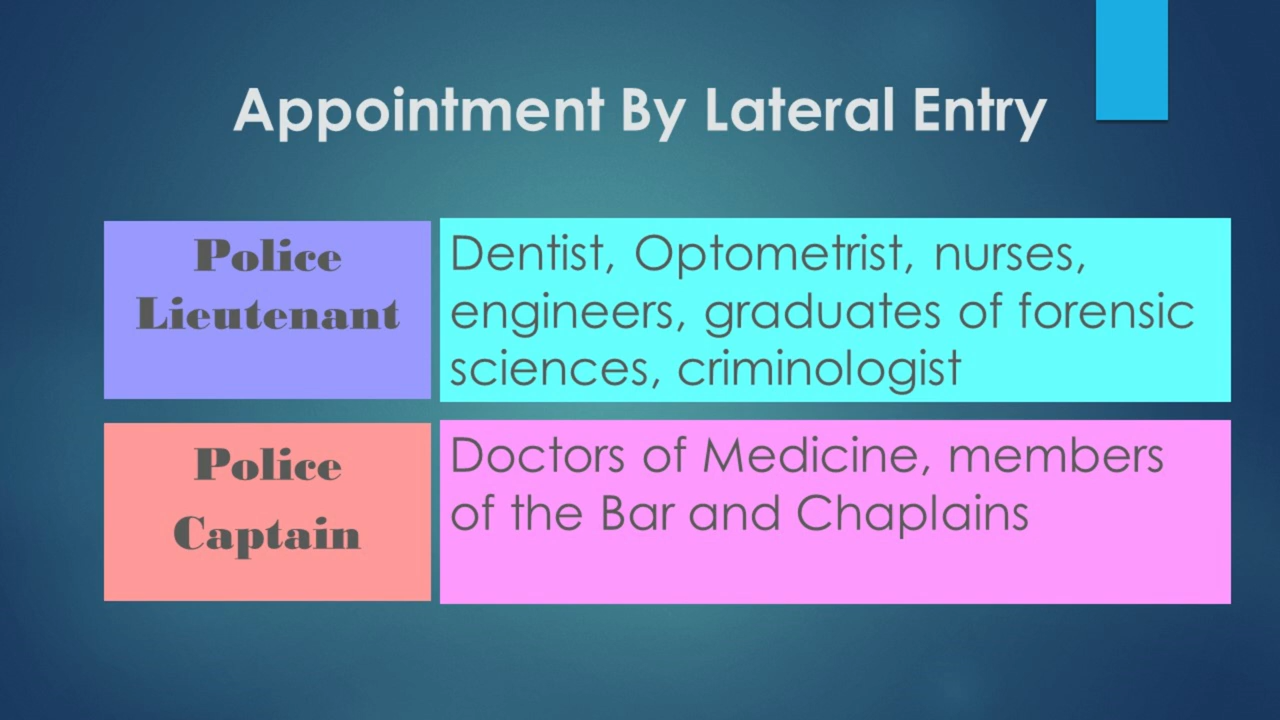 Appointment By Lateral Entry
Police
Lieutenant
Dentist, Optometrist, nurses,
engineers, graduates of forensic
sciences, criminologist
Police
Captain
Doctors of Medicine, members
of the Bar and Chaplains